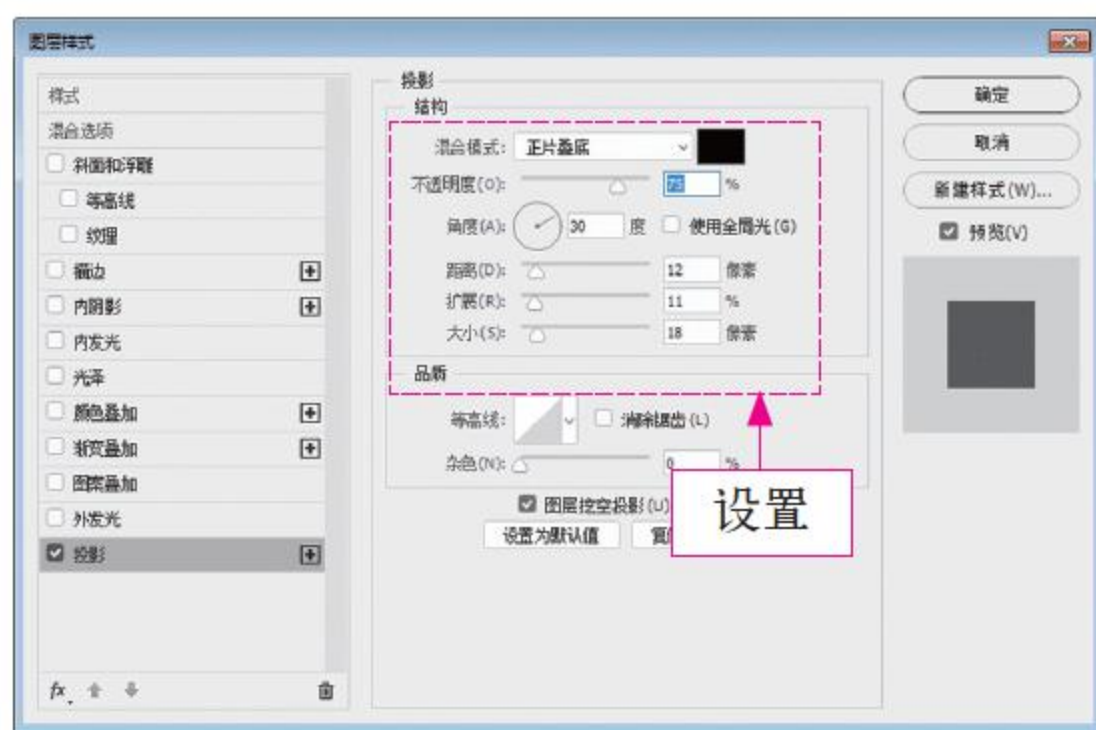 图层样式
样式
混合选项
斜面和浮雕
等高线
纹理
描边
内阴影
内发光
光泽
颜色叠加
渐变叠加
图案叠加
外发光
投影
fx
投影
结构
混合模式: 正片叠底
不透明度(O): 75 %
角度(A): 30 度 使用全局光(G)
距离(D): 12 像素
扩展(R): 11 %
大小(S): 18 像素
品质
等高线: 消除锯齿(L)
杂色(N): 0 %
图层挖空投影(U)
设置为默认值
设置
确定
取消
新建样式(W)...
预览(V)